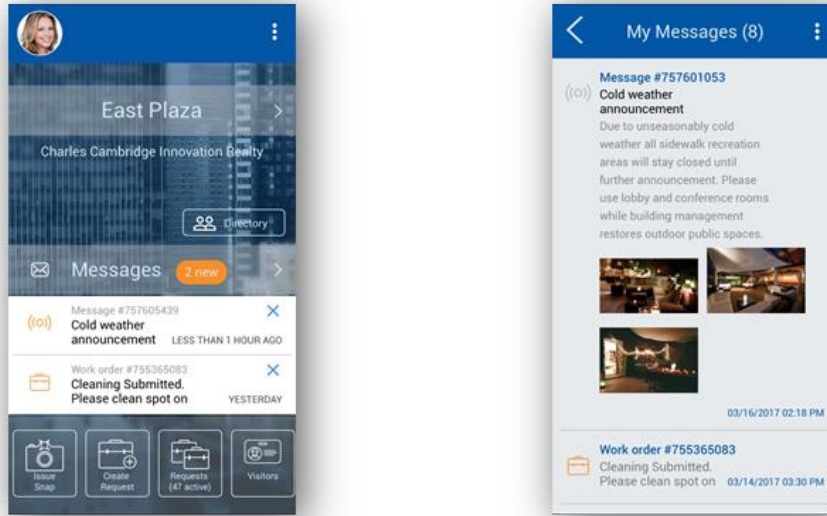 East Plaza
Charles Cambridge Innovation Realty
Directory
Messages 2 new
Message #757605439
Cold weather
announcement LESS THAN 1 HOUR AGO
Work order #755365083
Cleaning Submitted.
Please clean spot on YESTERDAY
Issue
Snap
Create
Request
Requests
(47 active)
Visitors
My Messages (8)
Message #757601053
Cold weather
announcement
Due to unseasonably cold
weather all sidewalk recreation
areas will stay closed until
further announcement. Please
use lobby and conference rooms
while building management
restores outdoor public spaces.
03/16/2017 02:18 PM
Work order #755365083
Cleaning Submitted.
Please clean spot on 03/14/2017 03:30 PM